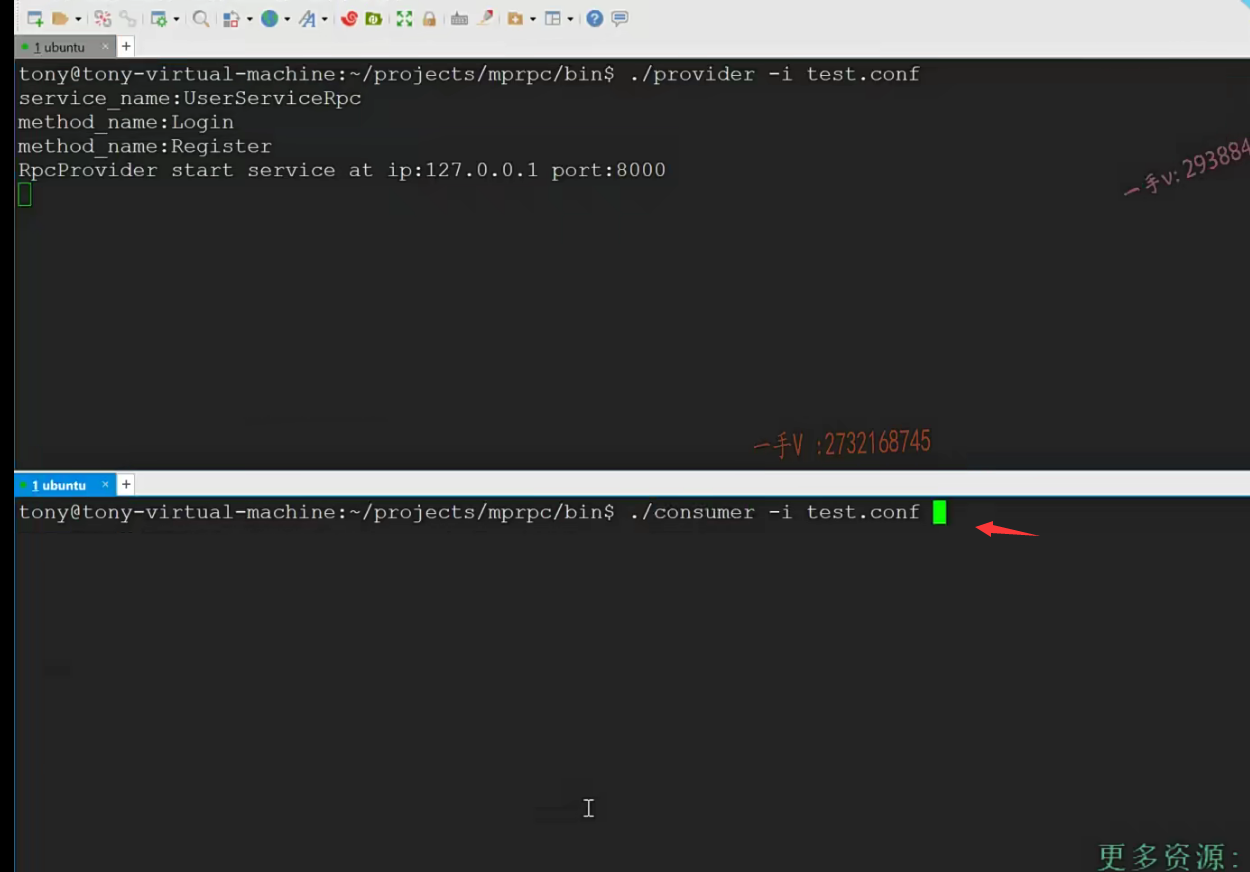 1 ubuntu
tony@tony-virtual-machine:~/projects/mprpc/bin$ ./provider -i test.conf
service_name:UserServiceRpc
method_name:Login
method_name:Register
RpcProvider start service at ip:127.0.0.1 port:8000
一手v: 293884
一手V :2732168745
1 ubuntu
tony@tony-virtual-machine:~/projects/mprpc/bin$ ./consumer -i test.conf
更多资源: